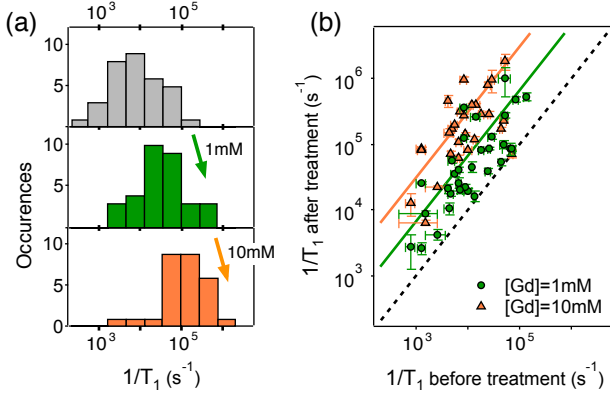 (a)
10³ 10⁵
10
5
0
1mM
10
5
0
10mM
10
5
0
Occurences
10³ 10⁵
1/T₁ (s⁻¹)
(b)
10⁶
10⁵
10⁴
10³
1/T₁ after treatment (s⁻¹)
[Gd]=1mM
[Gd]=10mM
10³ 10⁵
1/T₁ before treatment (s⁻¹)